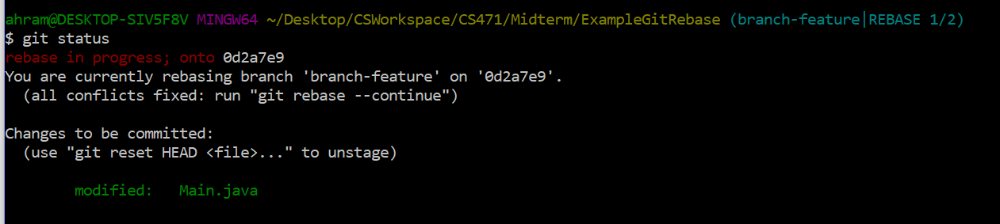 ahram@DESKTOP-SIV5F8V MINGW64 ~/Desktop/CSWorkspace/CS471/Midterm/ExampleGitRebase (branch-feature|REBASE 1/2)
$ git status
rebase in progress; onto 0d2a7e9
You are currently rebasing branch 'branch-feature' on '0d2a7e9'.
  (all conflicts fixed: run "git rebase --continue")

Changes to be committed:
  (use "git reset HEAD <file>..." to unstage)

        modified:   Main.java